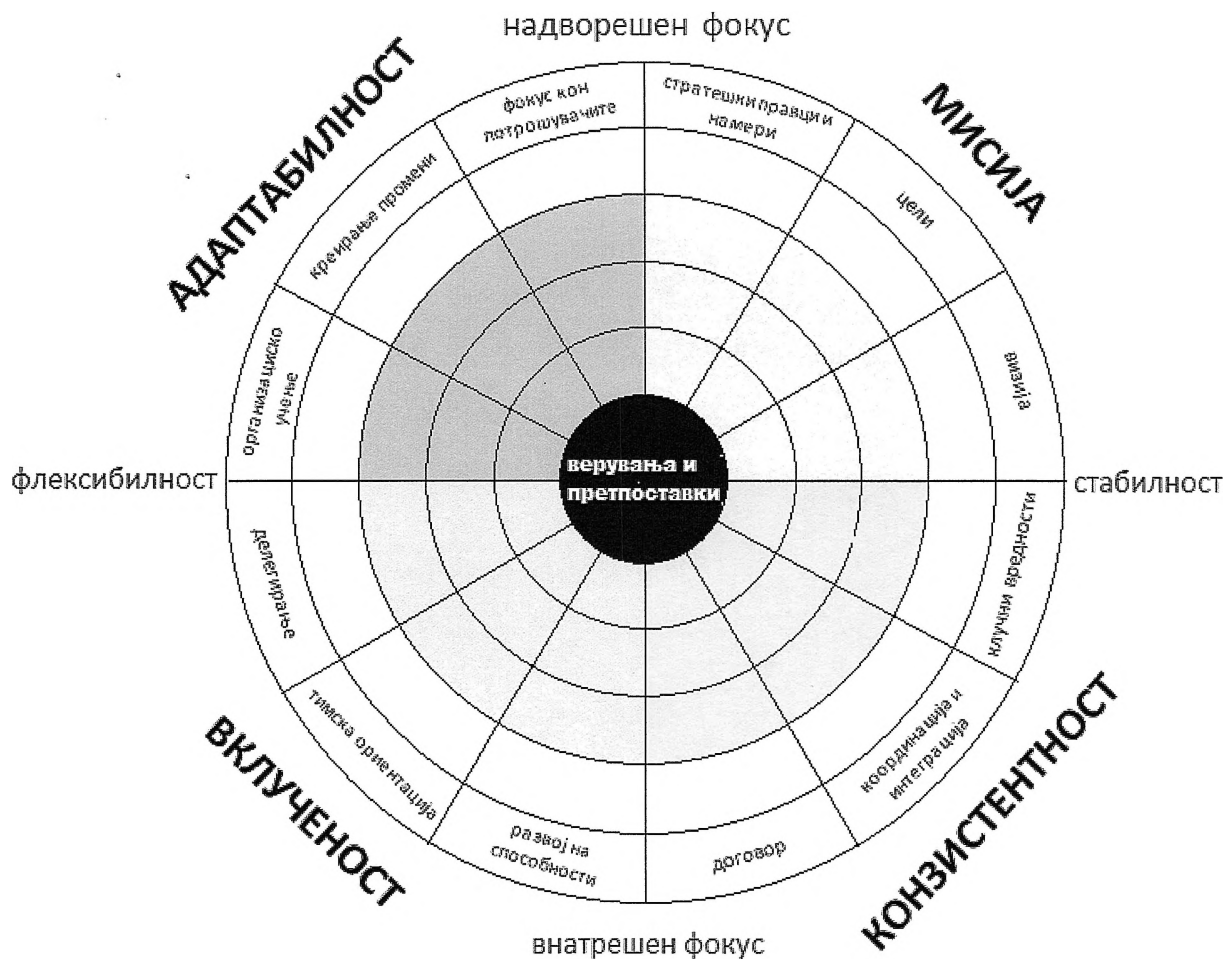 надворешен фокус
АДАПТАБИЛНОСТ
МИСИЈА
фокус кон
потрошувачите
стратешки правци и
намери
креирање промени
цели
организациско
учење
визија
флексибилност
верувања и
претпоставки
стабилност
делегирање
клучни вредности
тимска ориентација
координација и
интеграција
развој на
способности
договор
ВКЛУЧЕНОСТ
КОНЗИСТЕНТНОСТ
внатрешен фокус